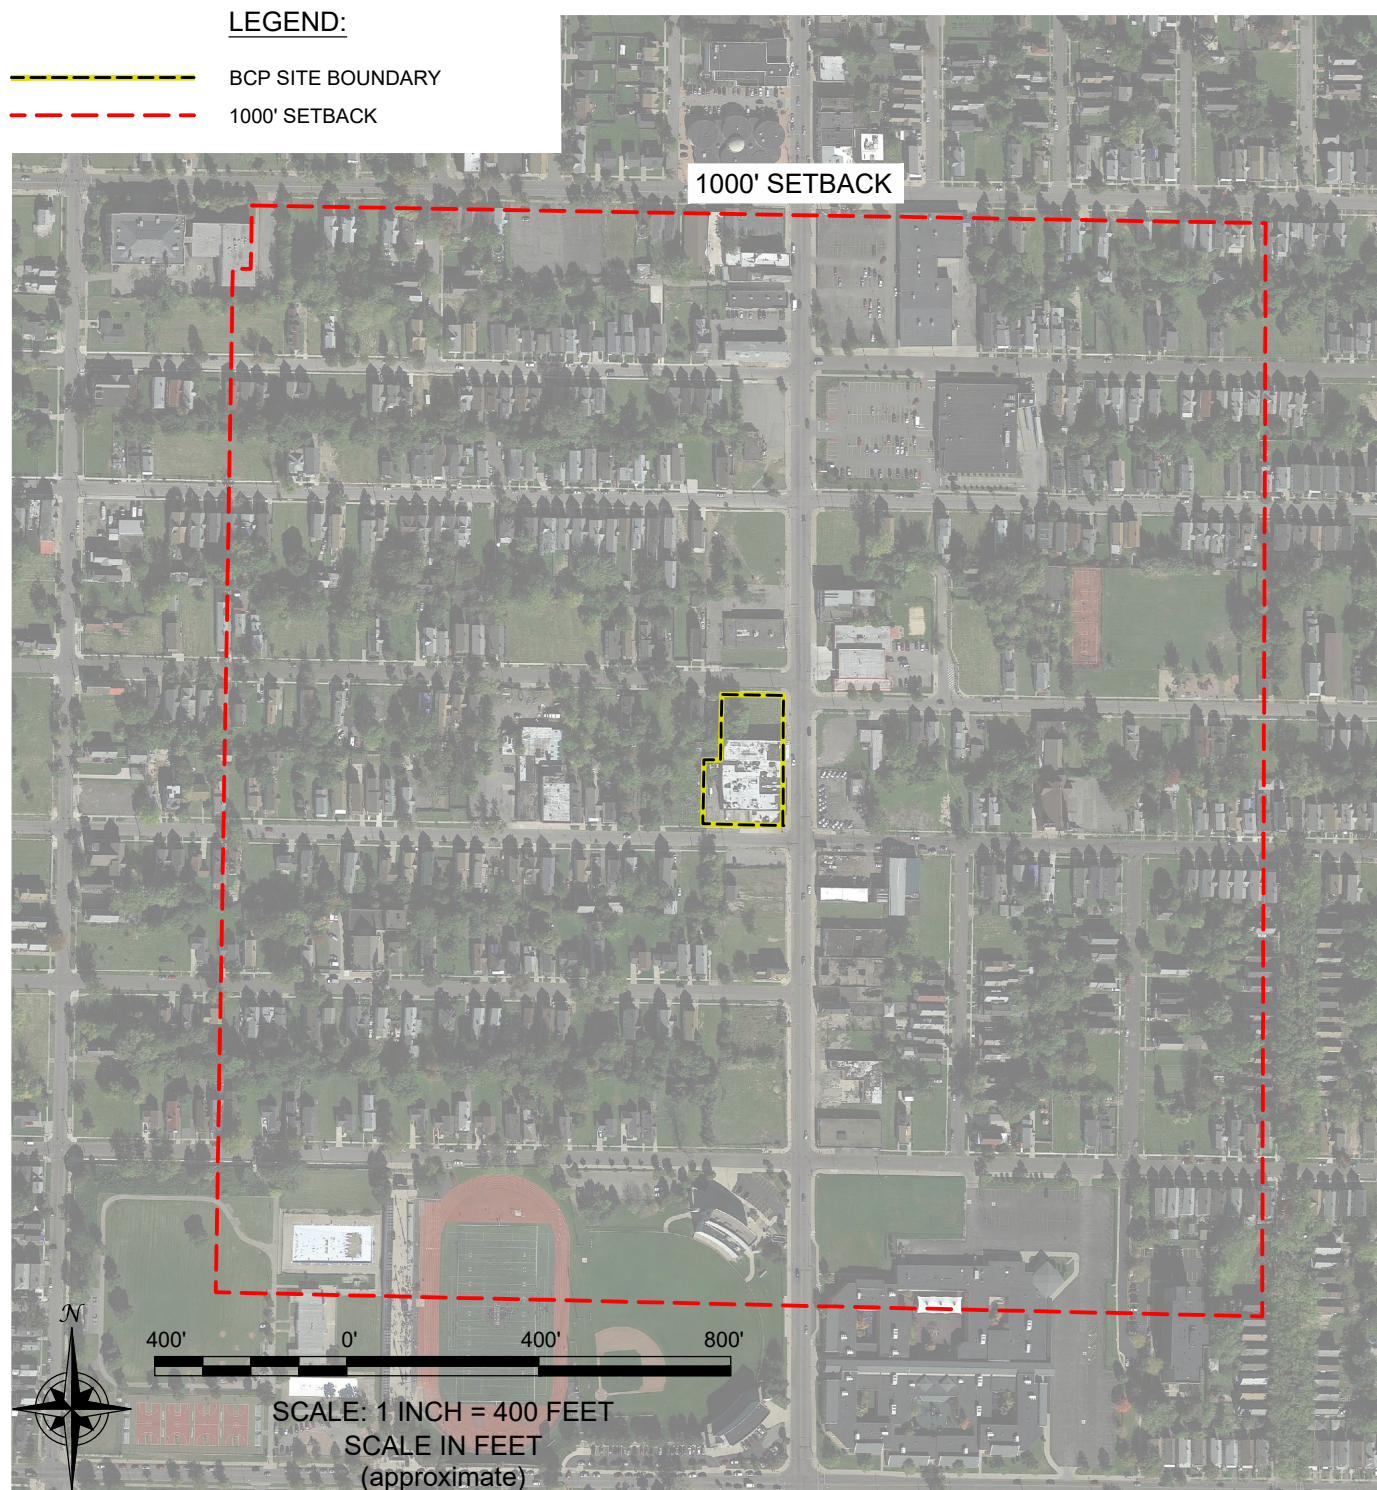 LEGEND:
BCP SITE BOUNDARY
1000' SETBACK
1000' SETBACK
N
400' 0' 400' 800'
SCALE: 1 INCH = 400 FEET
SCALE IN FEET
(approximate)